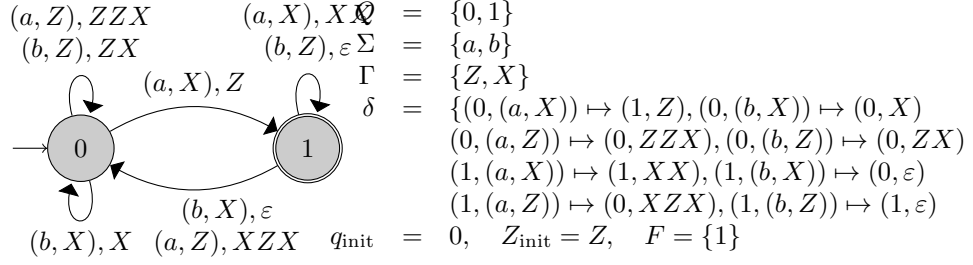 (a, Z), ZZX
(b, Z), ZX
(a, X), XX
(b, Z), ε
(a, X), Z
0
1
(b, X), ε
(b, X), X
(a, Z), XZX
Q = {0, 1}
Σ = {a, b}
Γ = {Z, X}
δ = {(0, (a, X)) ↦ (1, Z), (0, (b, X)) ↦ (0, X)
(0, (a, Z)) ↦ (0, ZZX), (0, (b, Z)) ↦ (0, ZX)
(1, (a, X)) ↦ (1, XX), (1, (b, X)) ↦ (0, ε)
(1, (a, Z)) ↦ (0, XZX), (1, (b, Z)) ↦ (1, ε)
q_init = 0, Z_init = Z, F = {1}